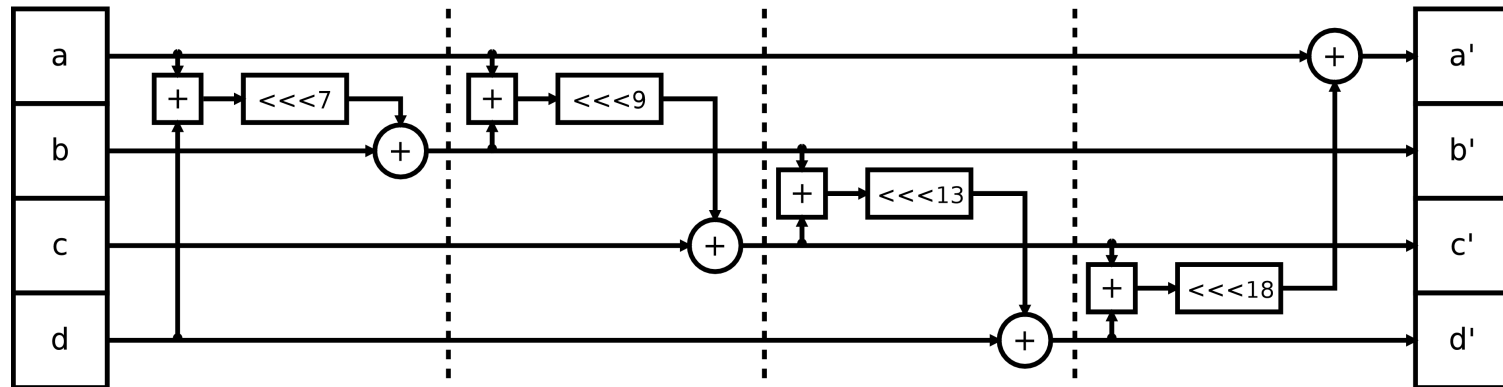 a + a'
+ <<<7 + <<<9
b + b'
+ <<<13
c + c'
+ <<<18
d + d'